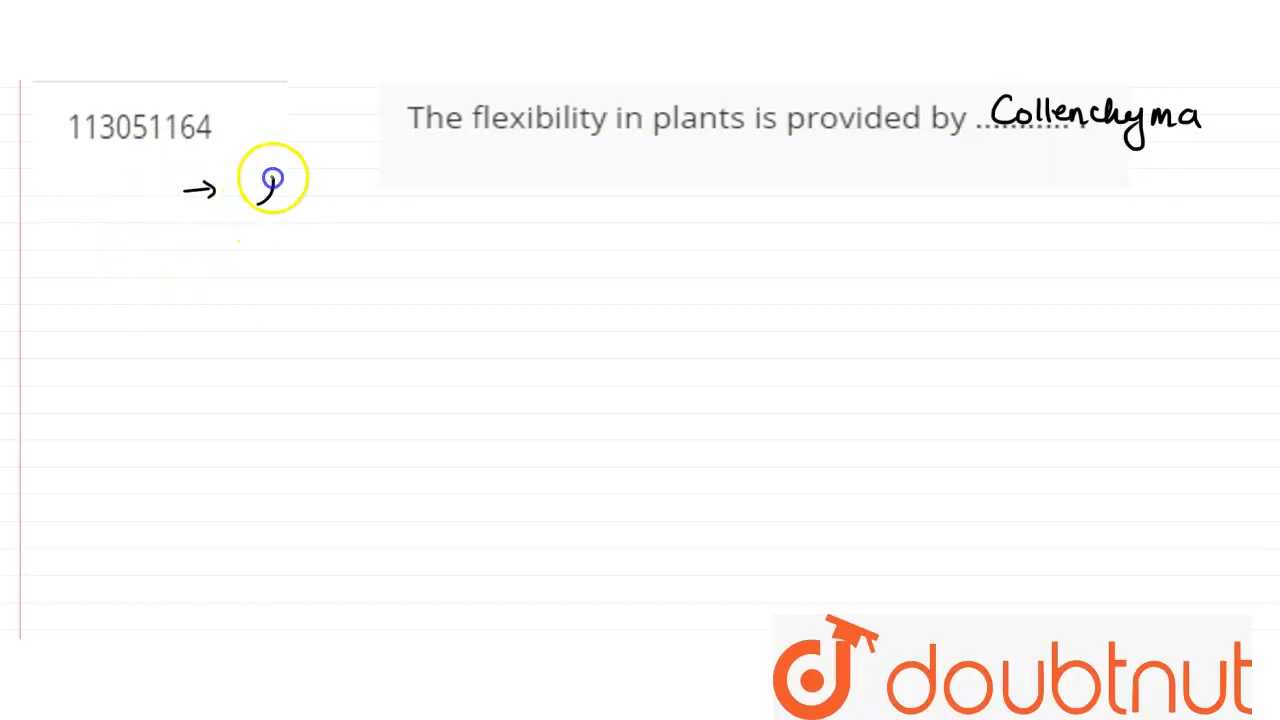 113051164
The flexibility in plants is provided by ........... . Collenchyma
→
doubtnut